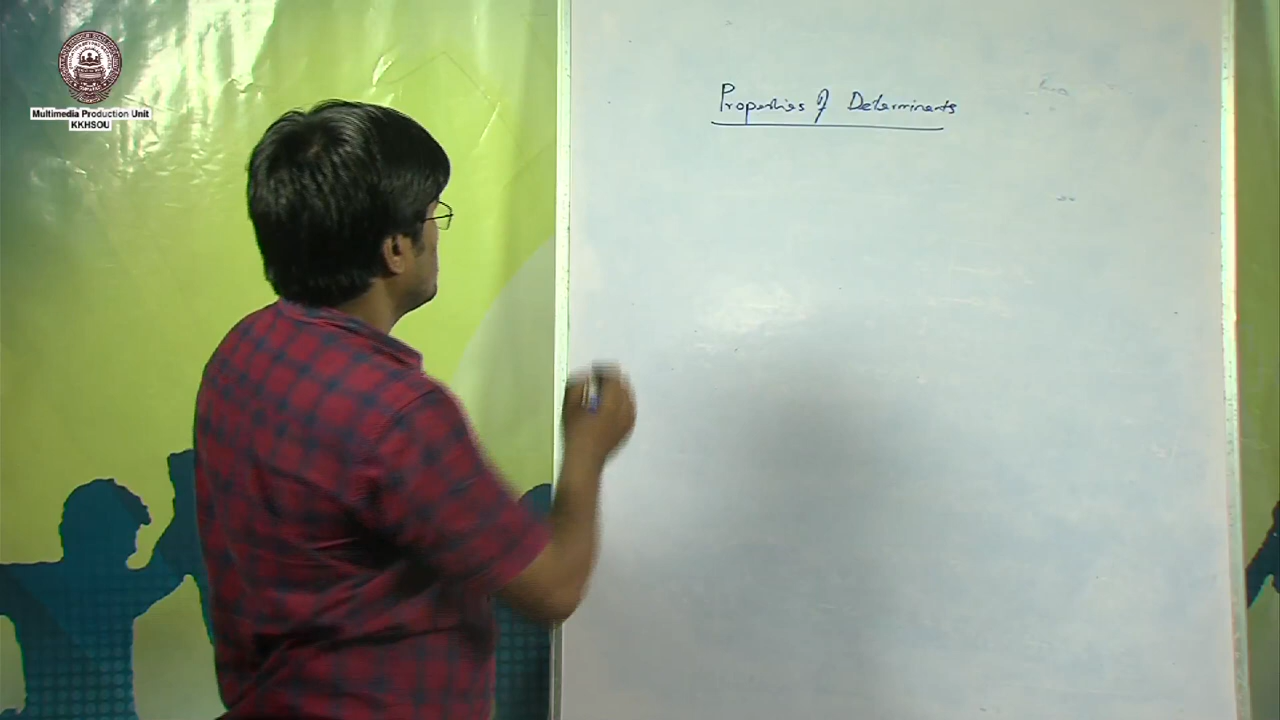 Multimedia Production Unit
KKHSOU
Properties of Determinants